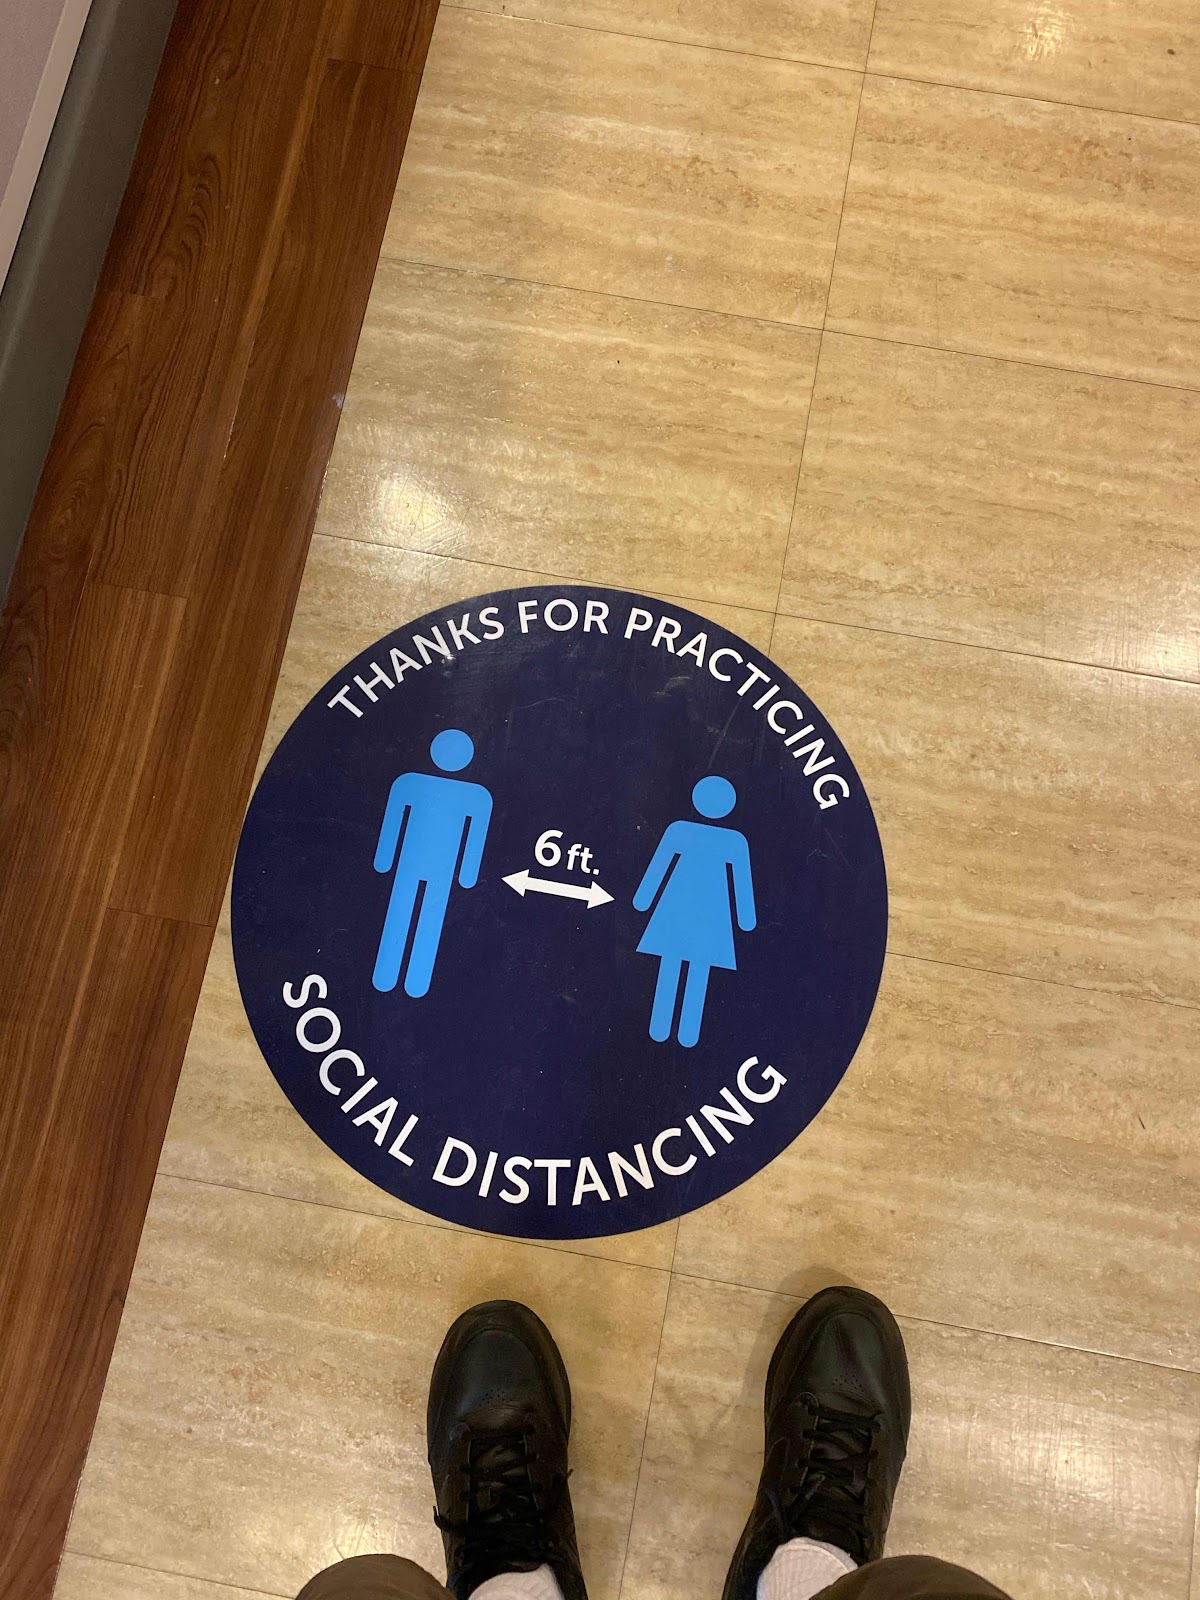 THANKS FOR PRACTICING
6 ft.
SOCIAL DISTANCING